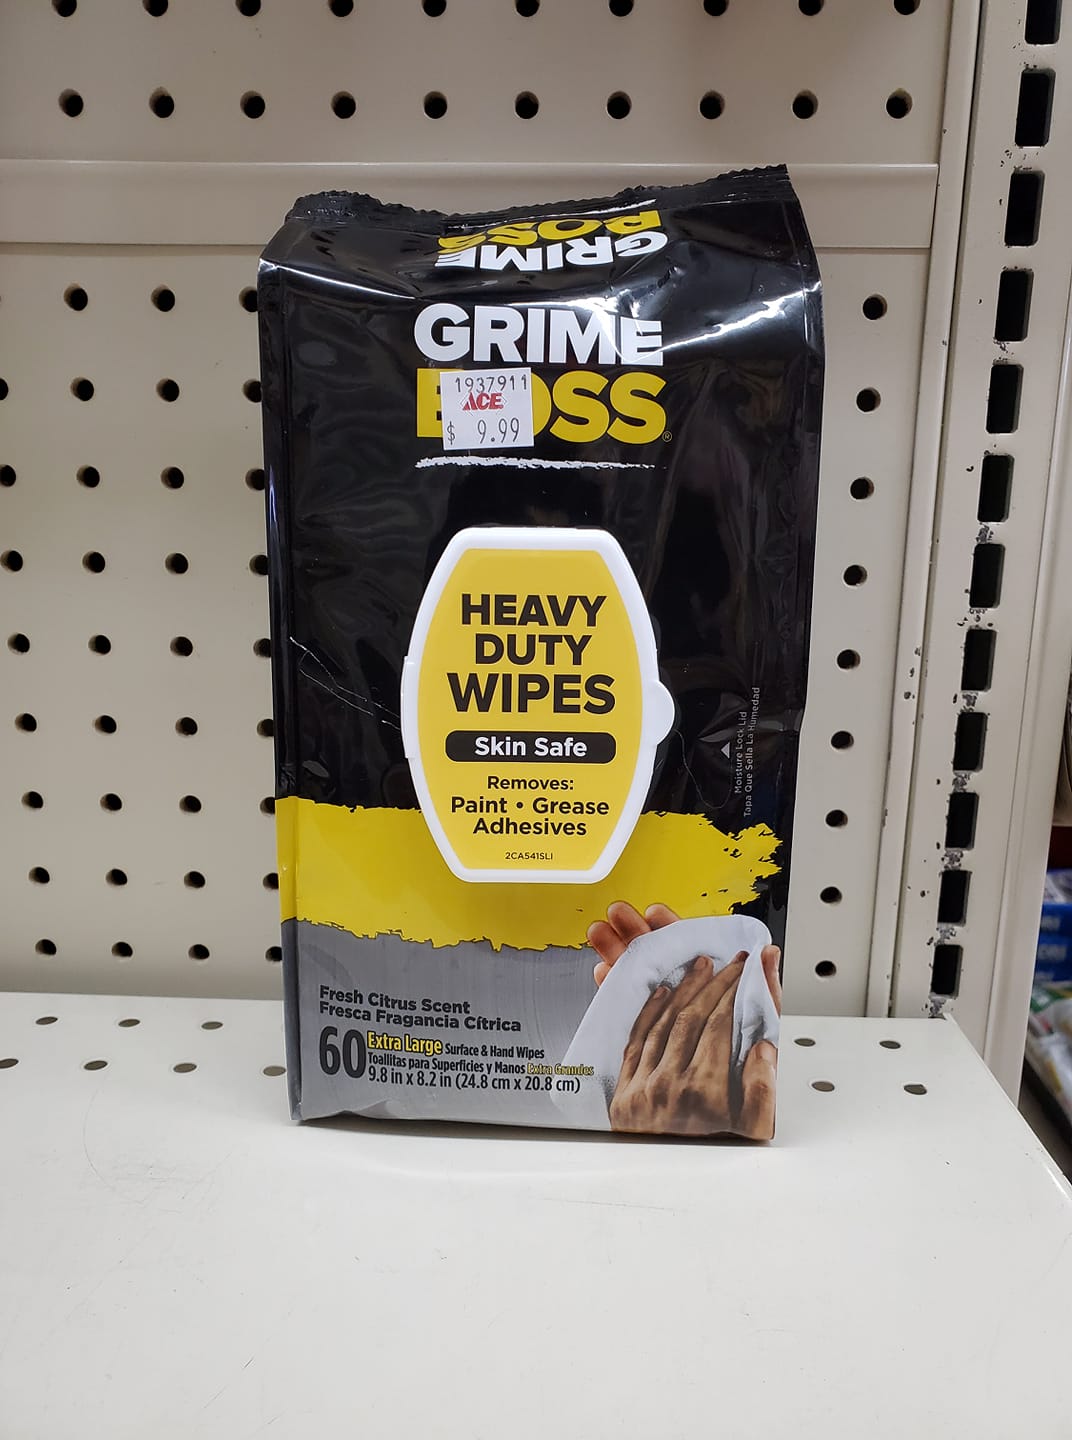 GRIME
BOSS
GRIME
BOSS®
1937911
ACE
$ 9.99
HEAVY
DUTY
WIPES
Skin Safe
Removes:
Paint • Grease
Adhesives
2CA541SLI
Moisture Lock Lid
Tapa Que Sella La Humedad
Fresh Citrus Scent
Fresca Fragancia Cítrica
60 Extra Large Surface & Hand Wipes
Toallitas para Superficies y Manos Extra Grandes
9.8 in x 8.2 in (24.8 cm x 20.8 cm)